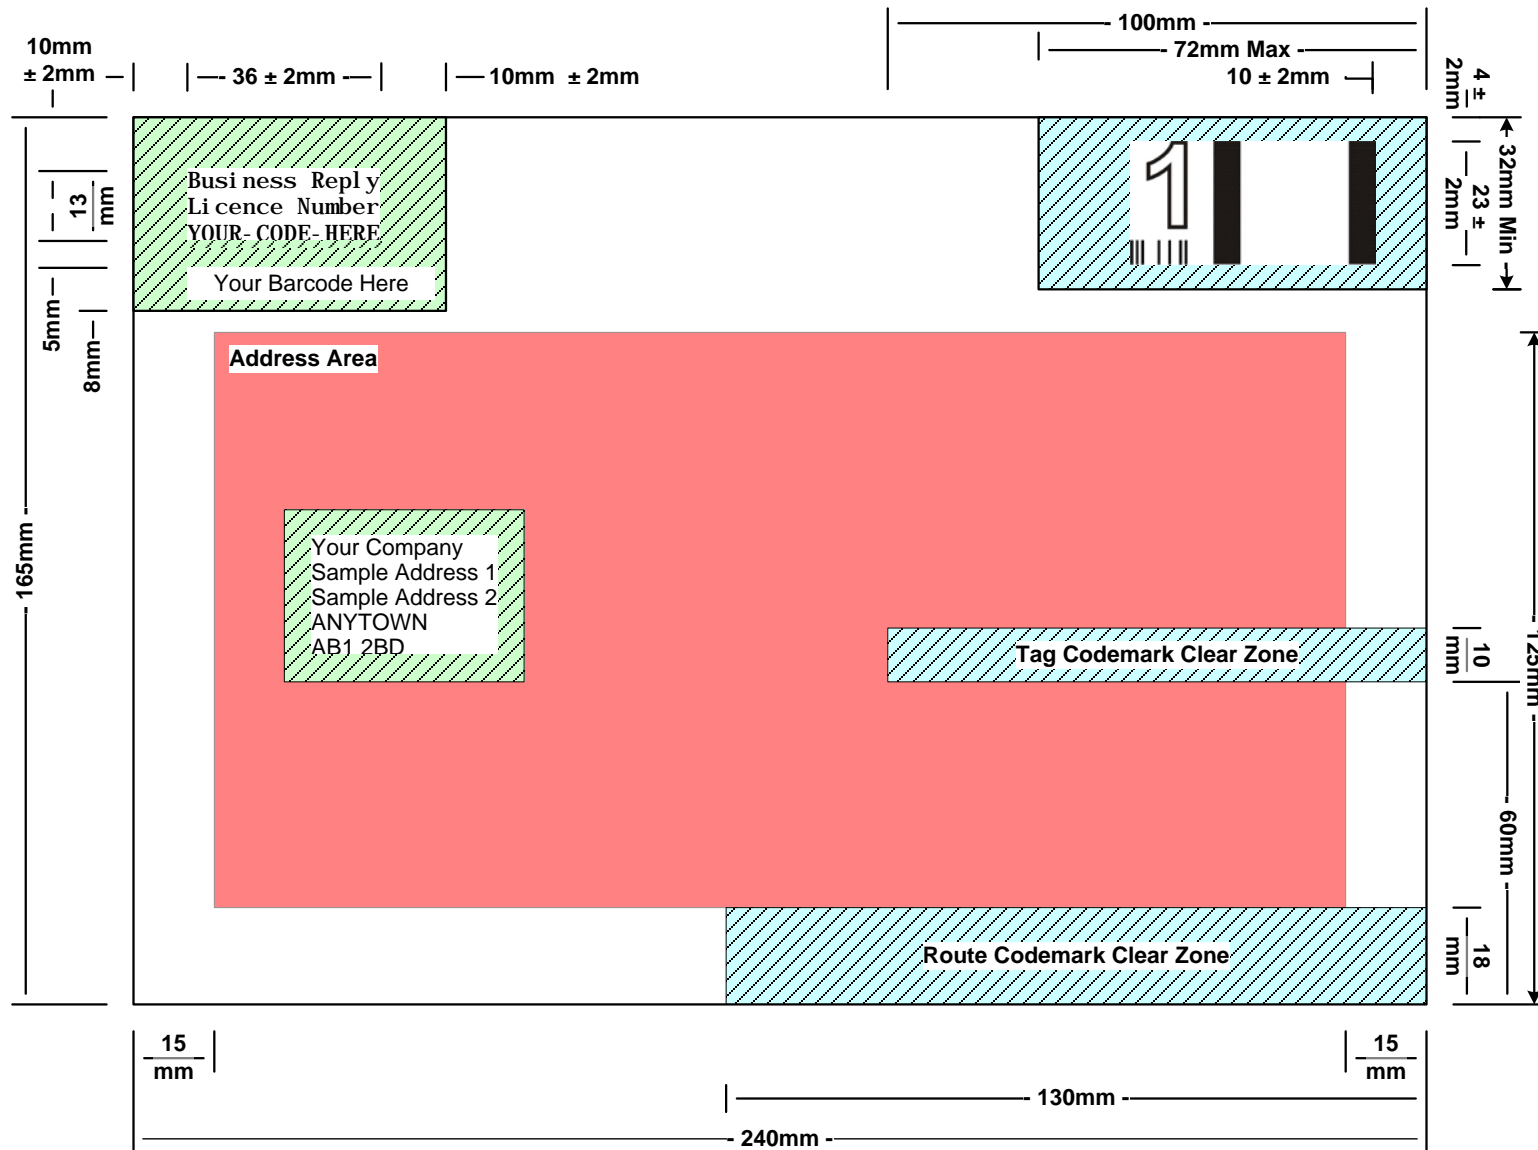 - 100mm -
10mm
± 2mm
- 36 ± 2mm -
10mm ± 2mm
- 72mm Max -
10 ± 2mm
4 ±
2mm
1
32mm Min
23 ±
2mm
13
mm
Business Reply
Licence Number
YOUR-CODE-HERE
Your Barcode Here
5mm
8mm
Address Area
- 165mm -
Your Company
Sample Address 1
Sample Address 2
ANYTOWN
AB1 2BD
Tag Codemark Clear Zone
10
mm
- 125mm -
- 60mm -
Route Codemark Clear Zone
18
mm
15
mm
15
mm
- 130mm -
- 240mm -